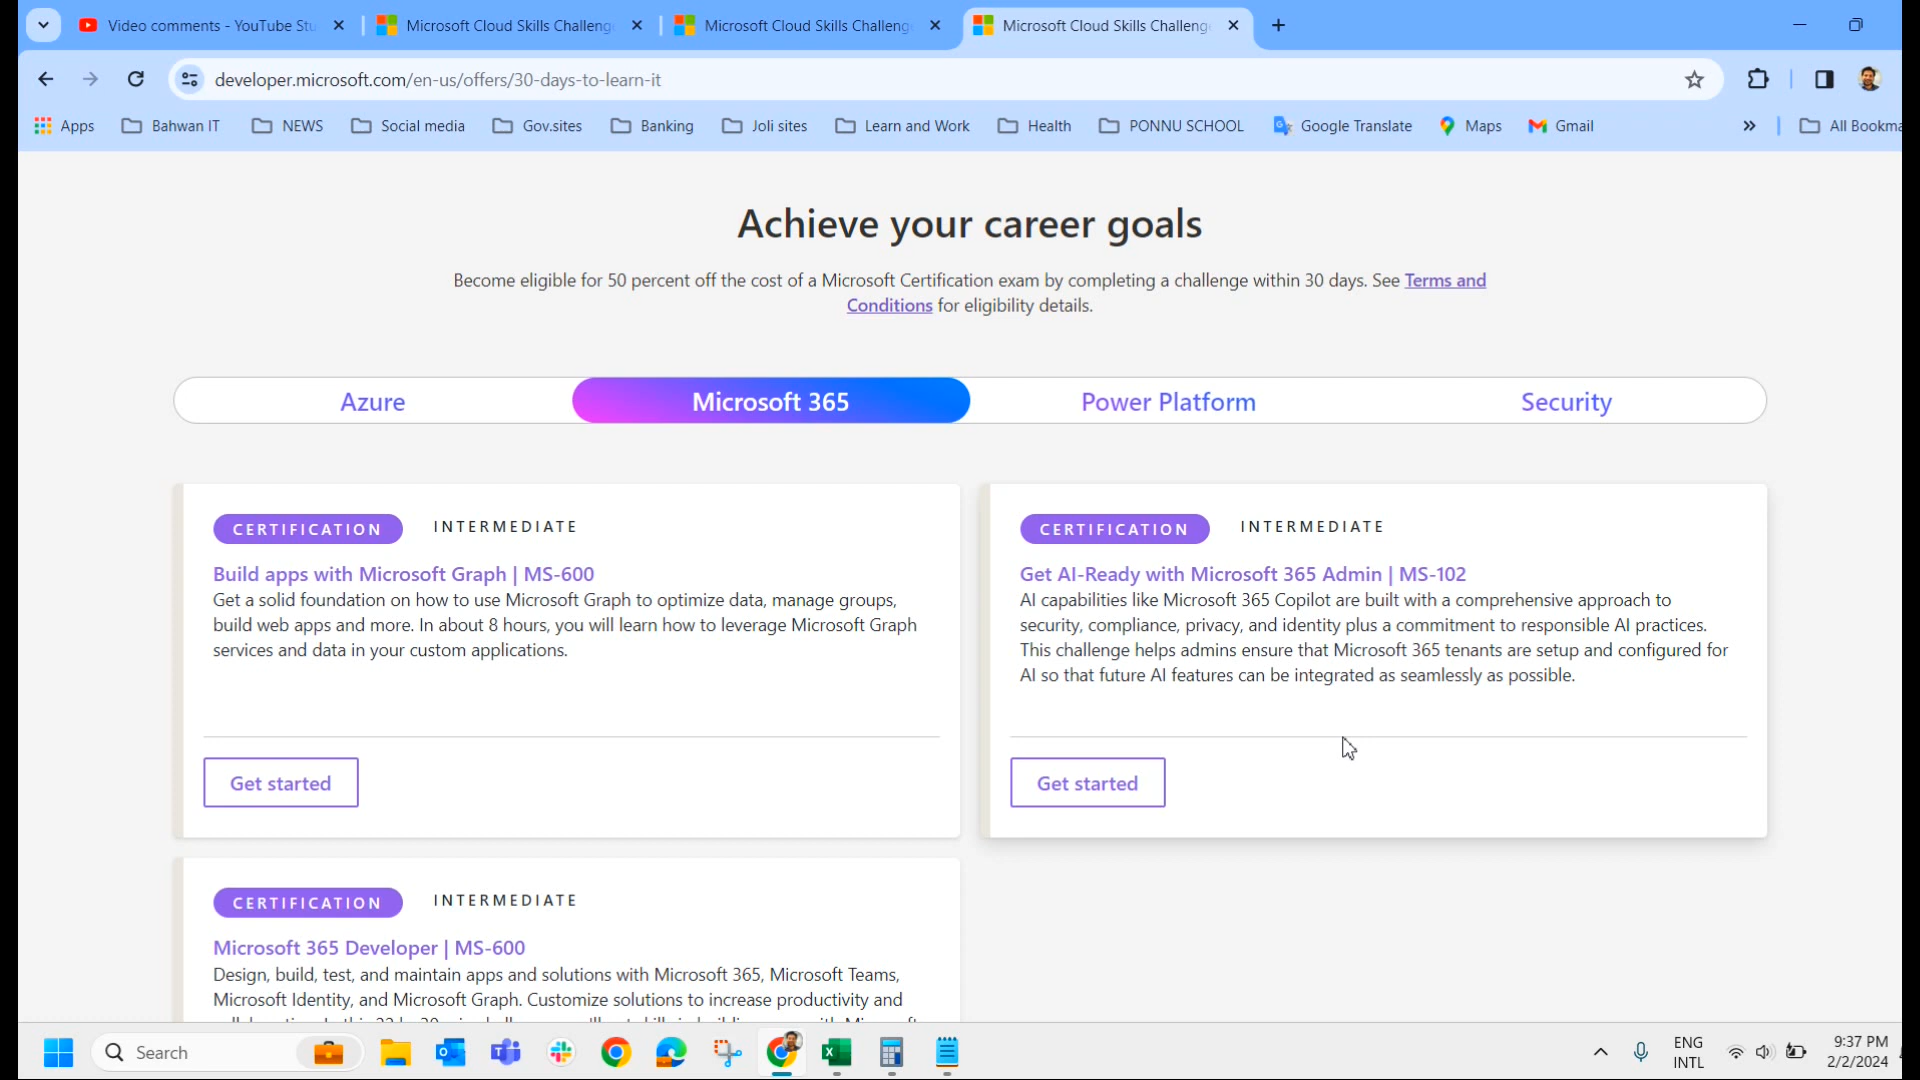 Video comments - YouTube Stu
Microsoft Cloud Skills Challeng
Microsoft Cloud Skills Challeng
Microsoft Cloud Skills Challeng
developer.microsoft.com/en-us/offers/30-days-to-learn-it
Apps
Bahwan IT
NEWS
Social media
Gov.sites
Banking
Joli sites
Learn and Work
Health
PONNU SCHOOL
Google Translate
Maps
Gmail
»
All Bookma
Achieve your career goals
Become eligible for 50 percent off the cost of a Microsoft Certification exam by completing a challenge within 30 days. See Terms and
Conditions for eligibility details.
Azure
Microsoft 365
Power Platform
Security
CERTIFICATION
INTERMEDIATE
Build apps with Microsoft Graph | MS-600
Get a solid foundation on how to use Microsoft Graph to optimize data, manage groups,
build web apps and more. In about 8 hours, you will learn how to leverage Microsoft Graph
services and data in your custom applications.
Get started
CERTIFICATION
INTERMEDIATE
Get AI-Ready with Microsoft 365 Admin | MS-102
AI capabilities like Microsoft 365 Copilot are built with a comprehensive approach to
security, compliance, privacy, and identity plus a commitment to responsible AI practices.
This challenge helps admins ensure that Microsoft 365 tenants are setup and configured for
AI so that future AI features can be integrated as seamlessly as possible.
Get started
CERTIFICATION
INTERMEDIATE
Microsoft 365 Developer | MS-600
Design, build, test, and maintain apps and solutions with Microsoft 365, Microsoft Teams,
Microsoft Identity, and Microsoft Graph. Customize solutions to increase productivity and
Search
ENG
INTL
9:37 PM
2/2/2024